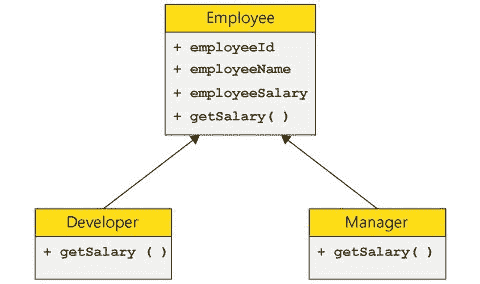 Employee
+ employeeId
+ employeeName
+ employeeSalary
+ getSalary( )
Developer
+ getSalary ( )
Manager
+ getSalary( )